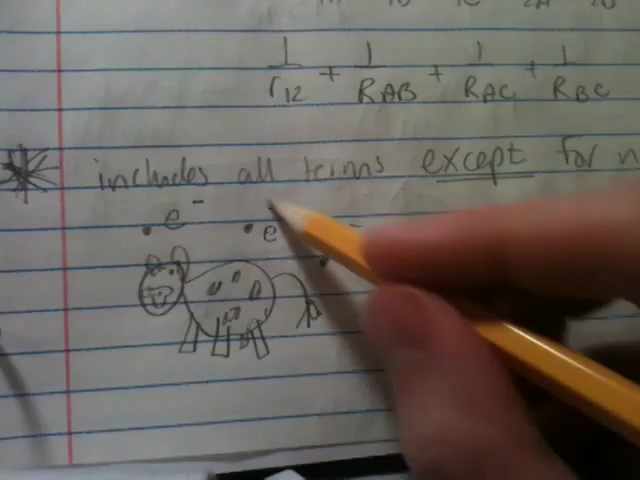 1/r12 + 1/RAB + 1/RAC + 1/RBC
includes all terms except for
e-
e